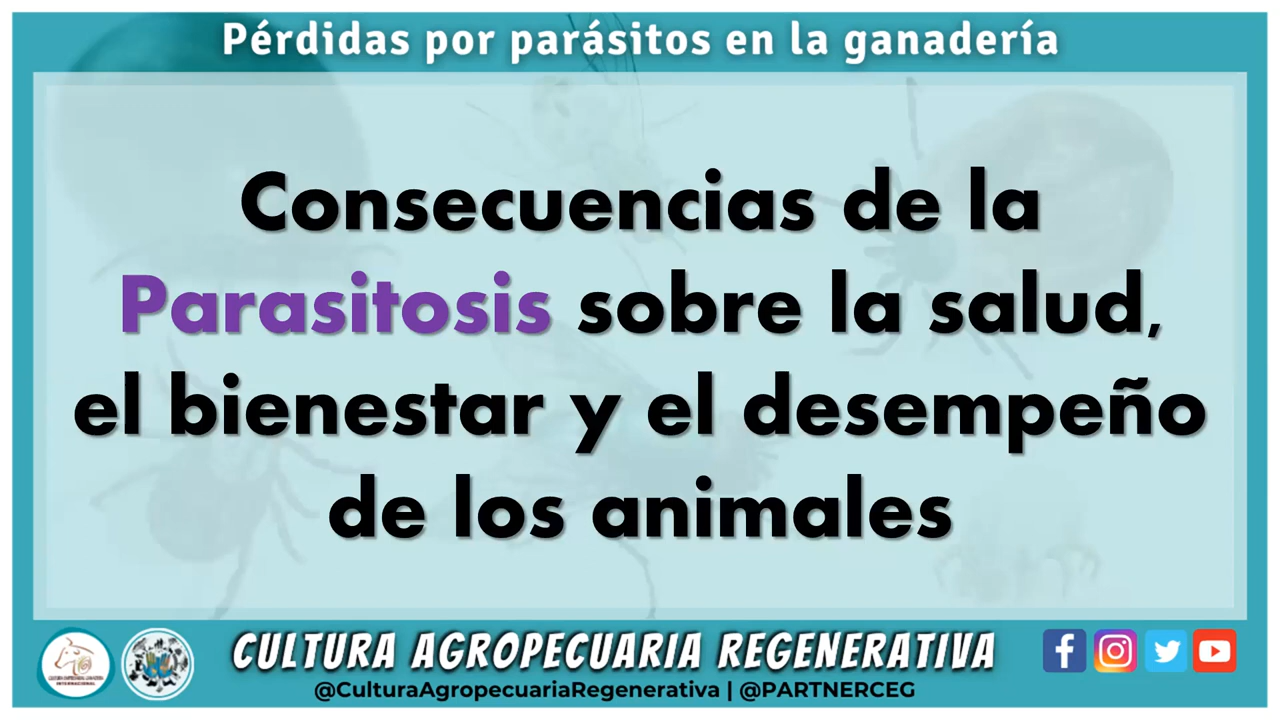 Pérdidas por parásitos en la ganadería
Consecuencias de la
Parasitosis sobre la salud,
el bienestar y el desempeño
de los animales
CULTURA AGROPECUARIA REGENERATIVA
@CulturaAgropecuariaRegenerativa | @PARTNERCEG
INTERNACIONAL